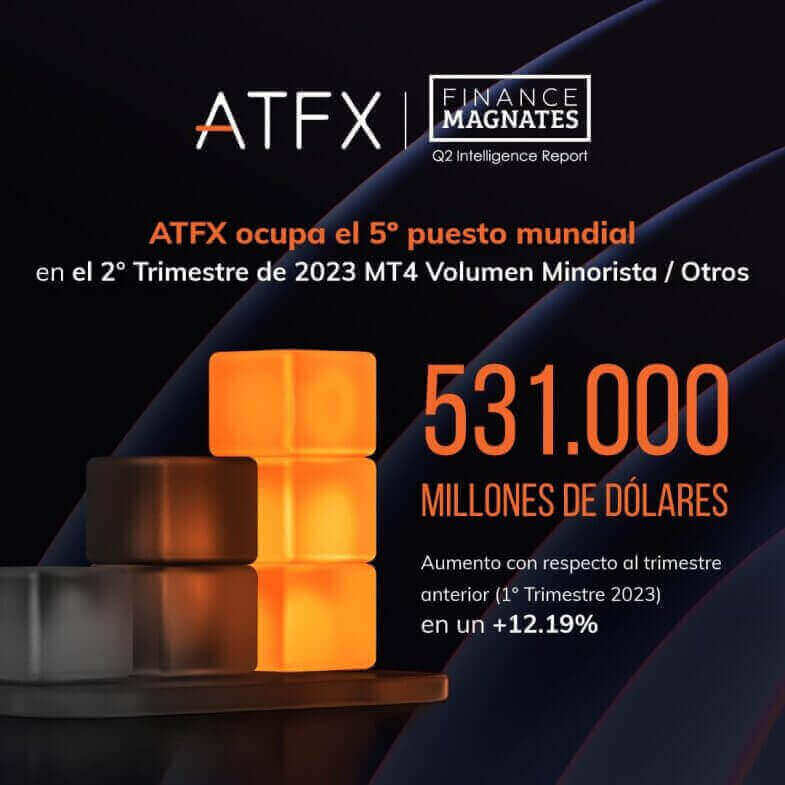 ATFX
FINANCE
MAGNATES
Q2 Intelligence Report
ATFX ocupa el 5º puesto mundial
en el 2° Trimestre de 2023 MT4 Volumen Minorista / Otros
531.000
MILLONES DE DÓLARES
Aumento con respecto al trimestre
anterior (1° Trimestre 2023)
en un +12.19%